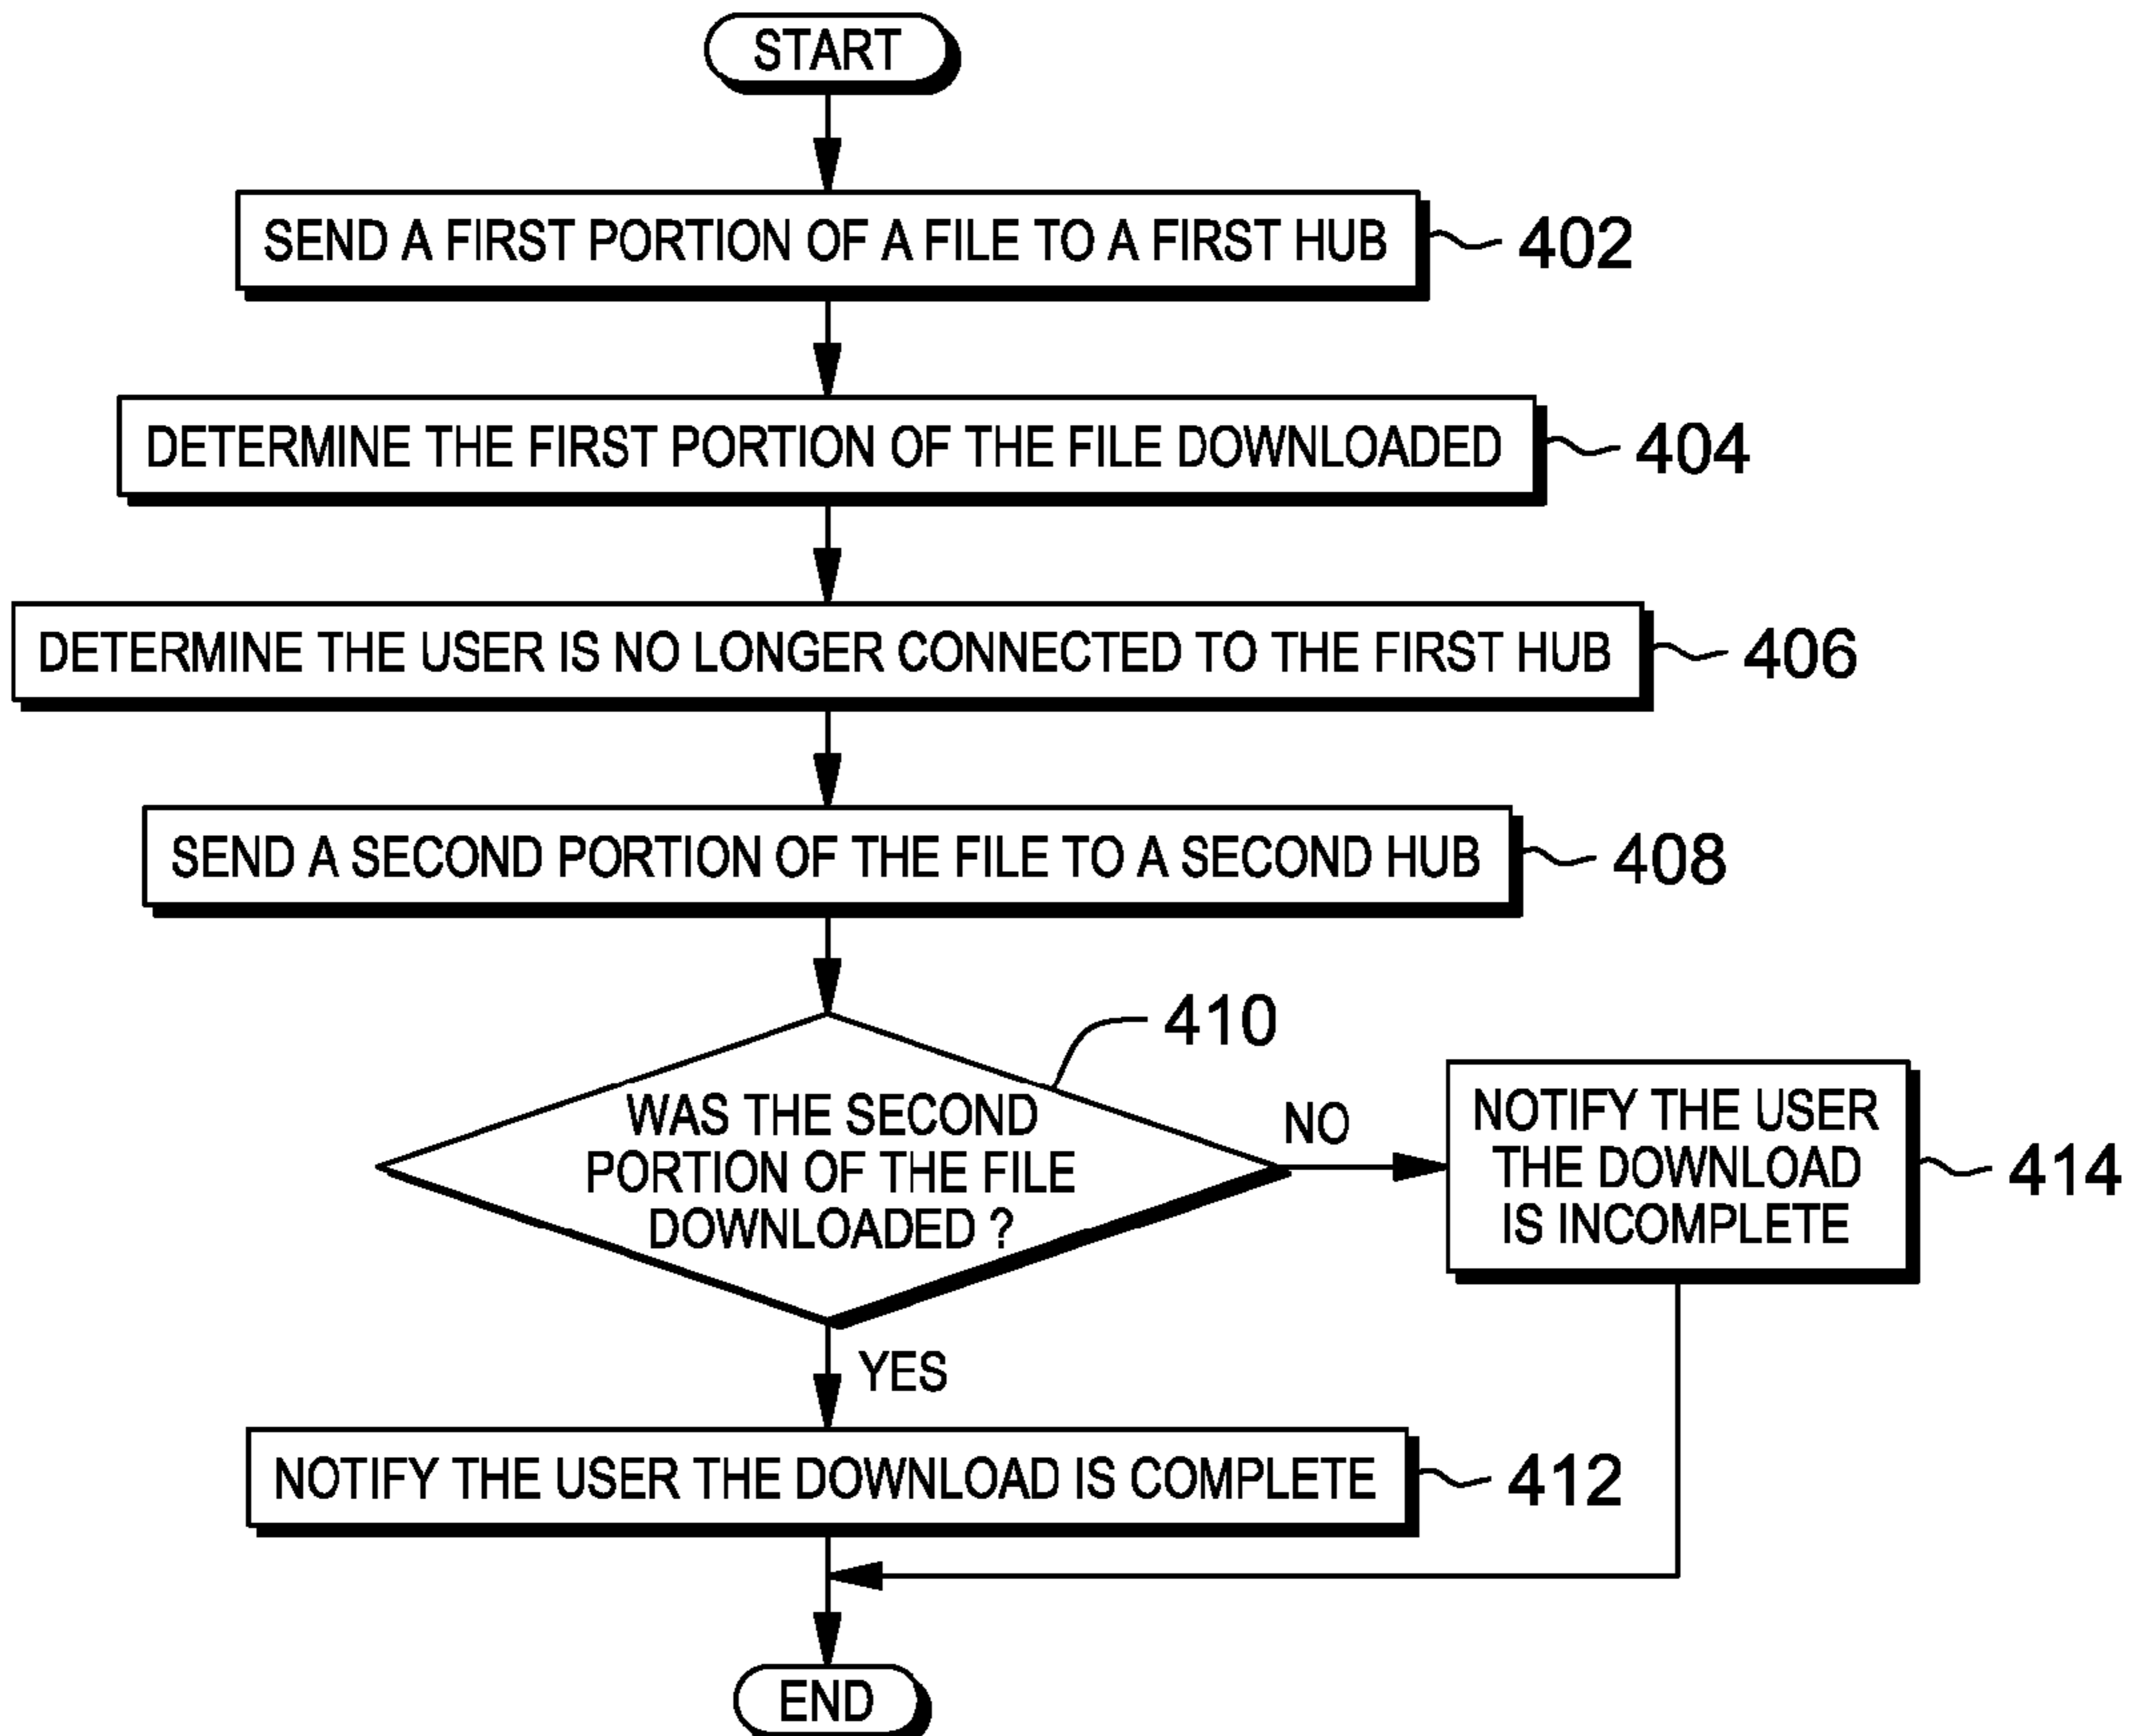 START
SEND A FIRST PORTION OF A FILE TO A FIRST HUB
402
DETERMINE THE FIRST PORTION OF THE FILE DOWNLOADED
404
DETERMINE THE USER IS NO LONGER CONNECTED TO THE FIRST HUB
406
SEND A SECOND PORTION OF THE FILE TO A SECOND HUB
408
410
WAS THE SECOND
PORTION OF THE FILE
DOWNLOADED ?
NO
NOTIFY THE USER
THE DOWNLOAD
IS INCOMPLETE
414
YES
NOTIFY THE USER THE DOWNLOAD IS COMPLETE
412
END